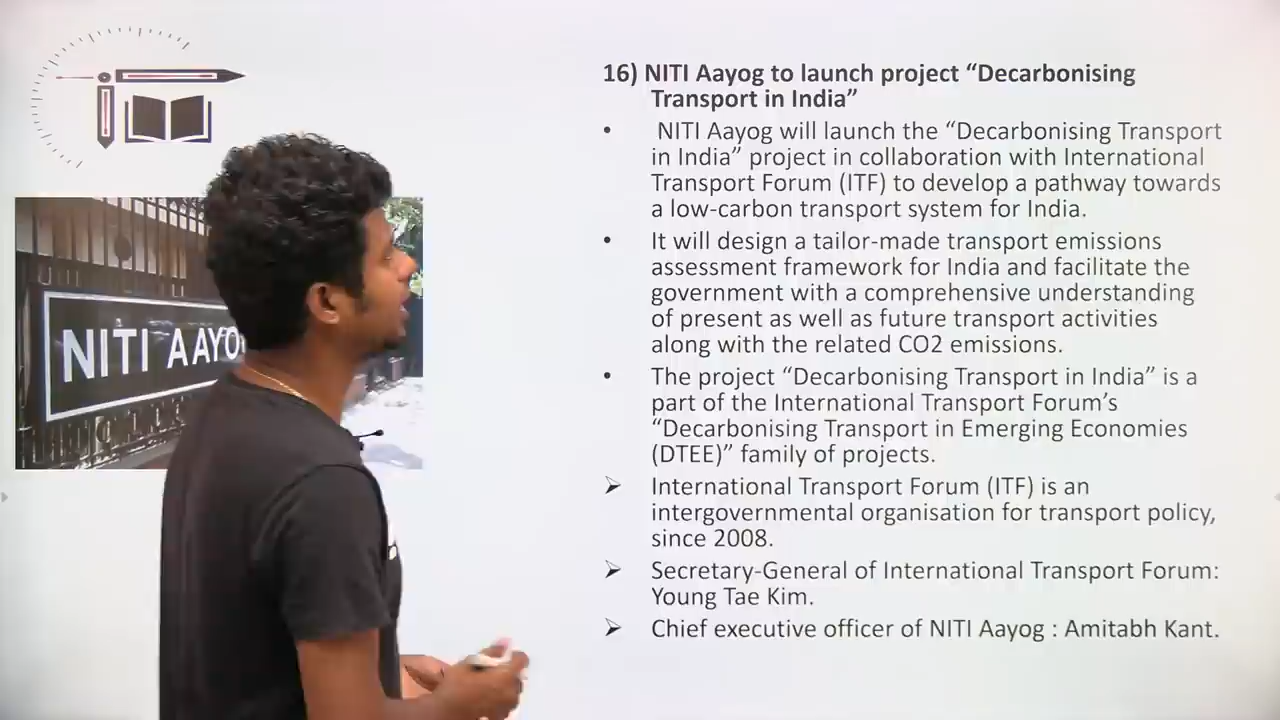 NITI AAYO
16) NITI Aayog to launch project “Decarbonising
Transport in India”
• NITI Aayog will launch the “Decarbonising Transport
in India” project in collaboration with International
Transport Forum (ITF) to develop a pathway towards
a low-carbon transport system for India.
• It will design a tailor-made transport emissions
assessment framework for India and facilitate the
government with a comprehensive understanding
of present as well as future transport activities
along with the related CO2 emissions.
• The project “Decarbonising Transport in India” is a
part of the International Transport Forum’s
“Decarbonising Transport in Emerging Economies
(DTEE)” family of projects.
➢ International Transport Forum (ITF) is an
intergovernmental organisation for transport policy,
since 2008.
➢ Secretary-General of International Transport Forum:
Young Tae Kim.
➢ Chief executive officer of NITI Aayog : Amitabh Kant.